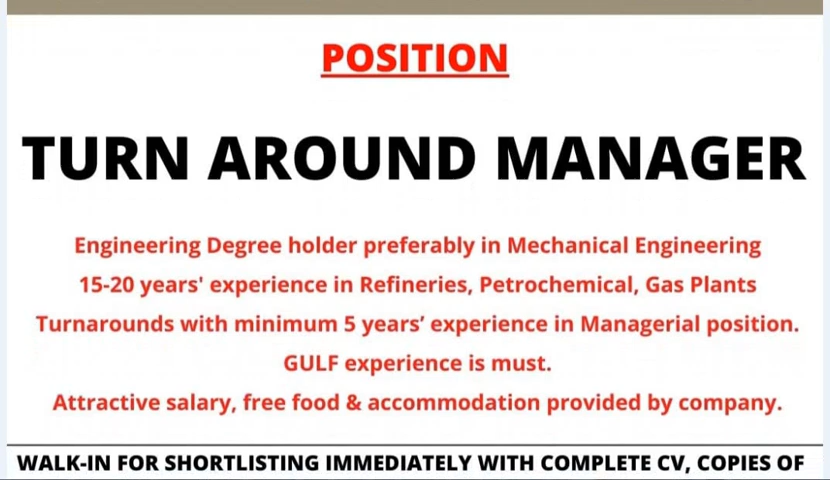 POSITION
TURN AROUND MANAGER
Engineering Degree holder preferably in Mechanical Engineering
15-20 years' experience in Refineries, Petrochemical, Gas Plants
Turnarounds with minimum 5 years’ experience in Managerial position.
GULF experience is must.
Attractive salary, free food & accommodation provided by company.
WALK-IN FOR SHORTLISTING IMMEDIATELY WITH COMPLETE CV, COPIES OF